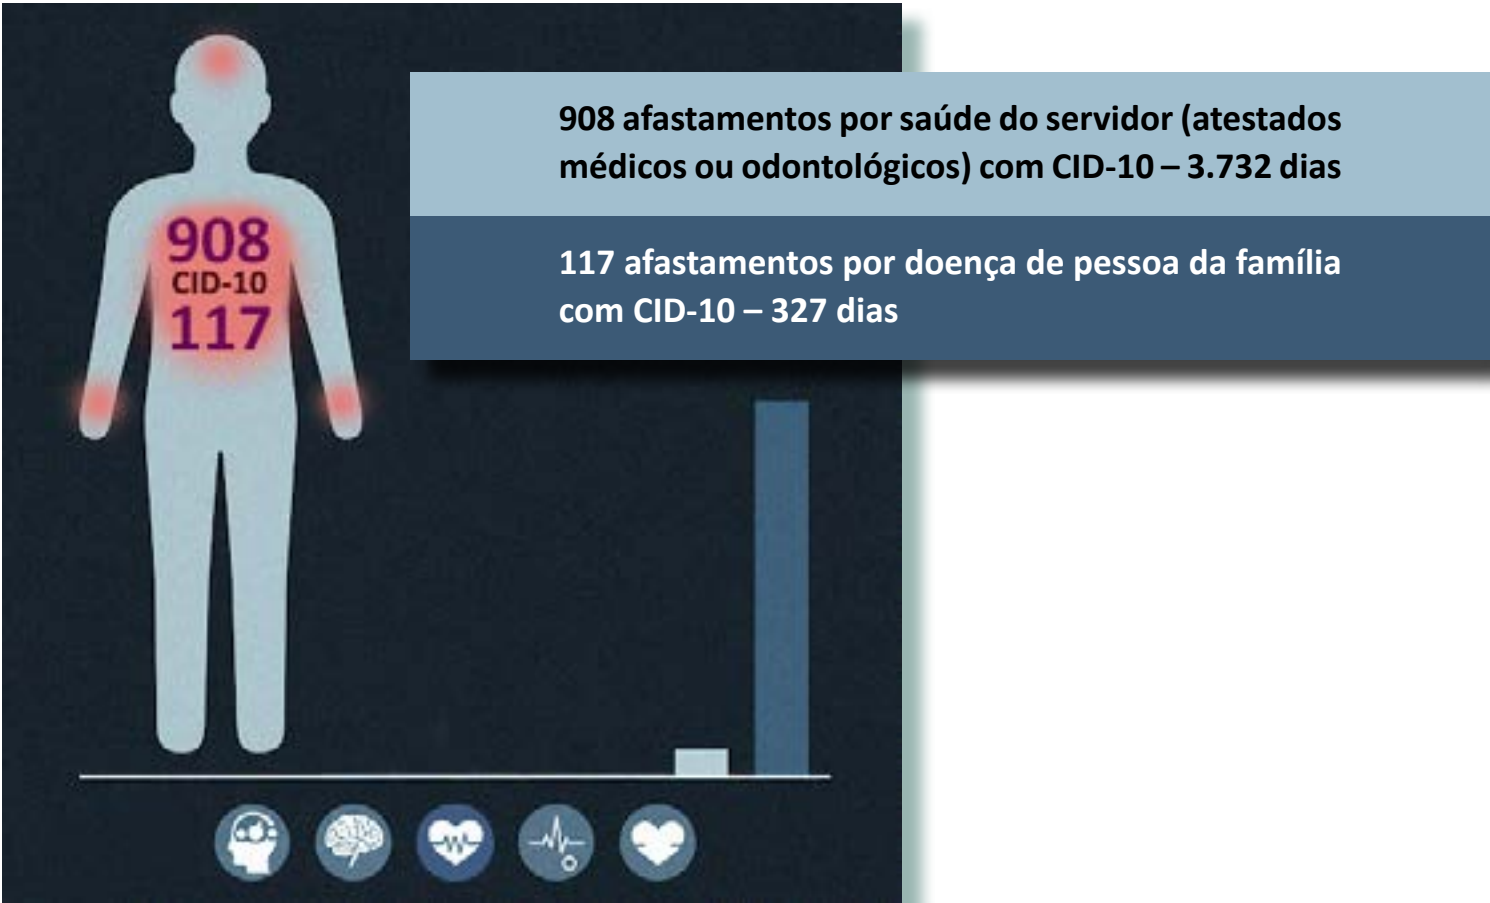 908 afastamentos por saúde do servidor (atestados
médicos ou odontológicos) com CID-10 – 3.732 dias
117 afastamentos por doença de pessoa da família
com CID-10 – 327 dias
908
CID-10
117